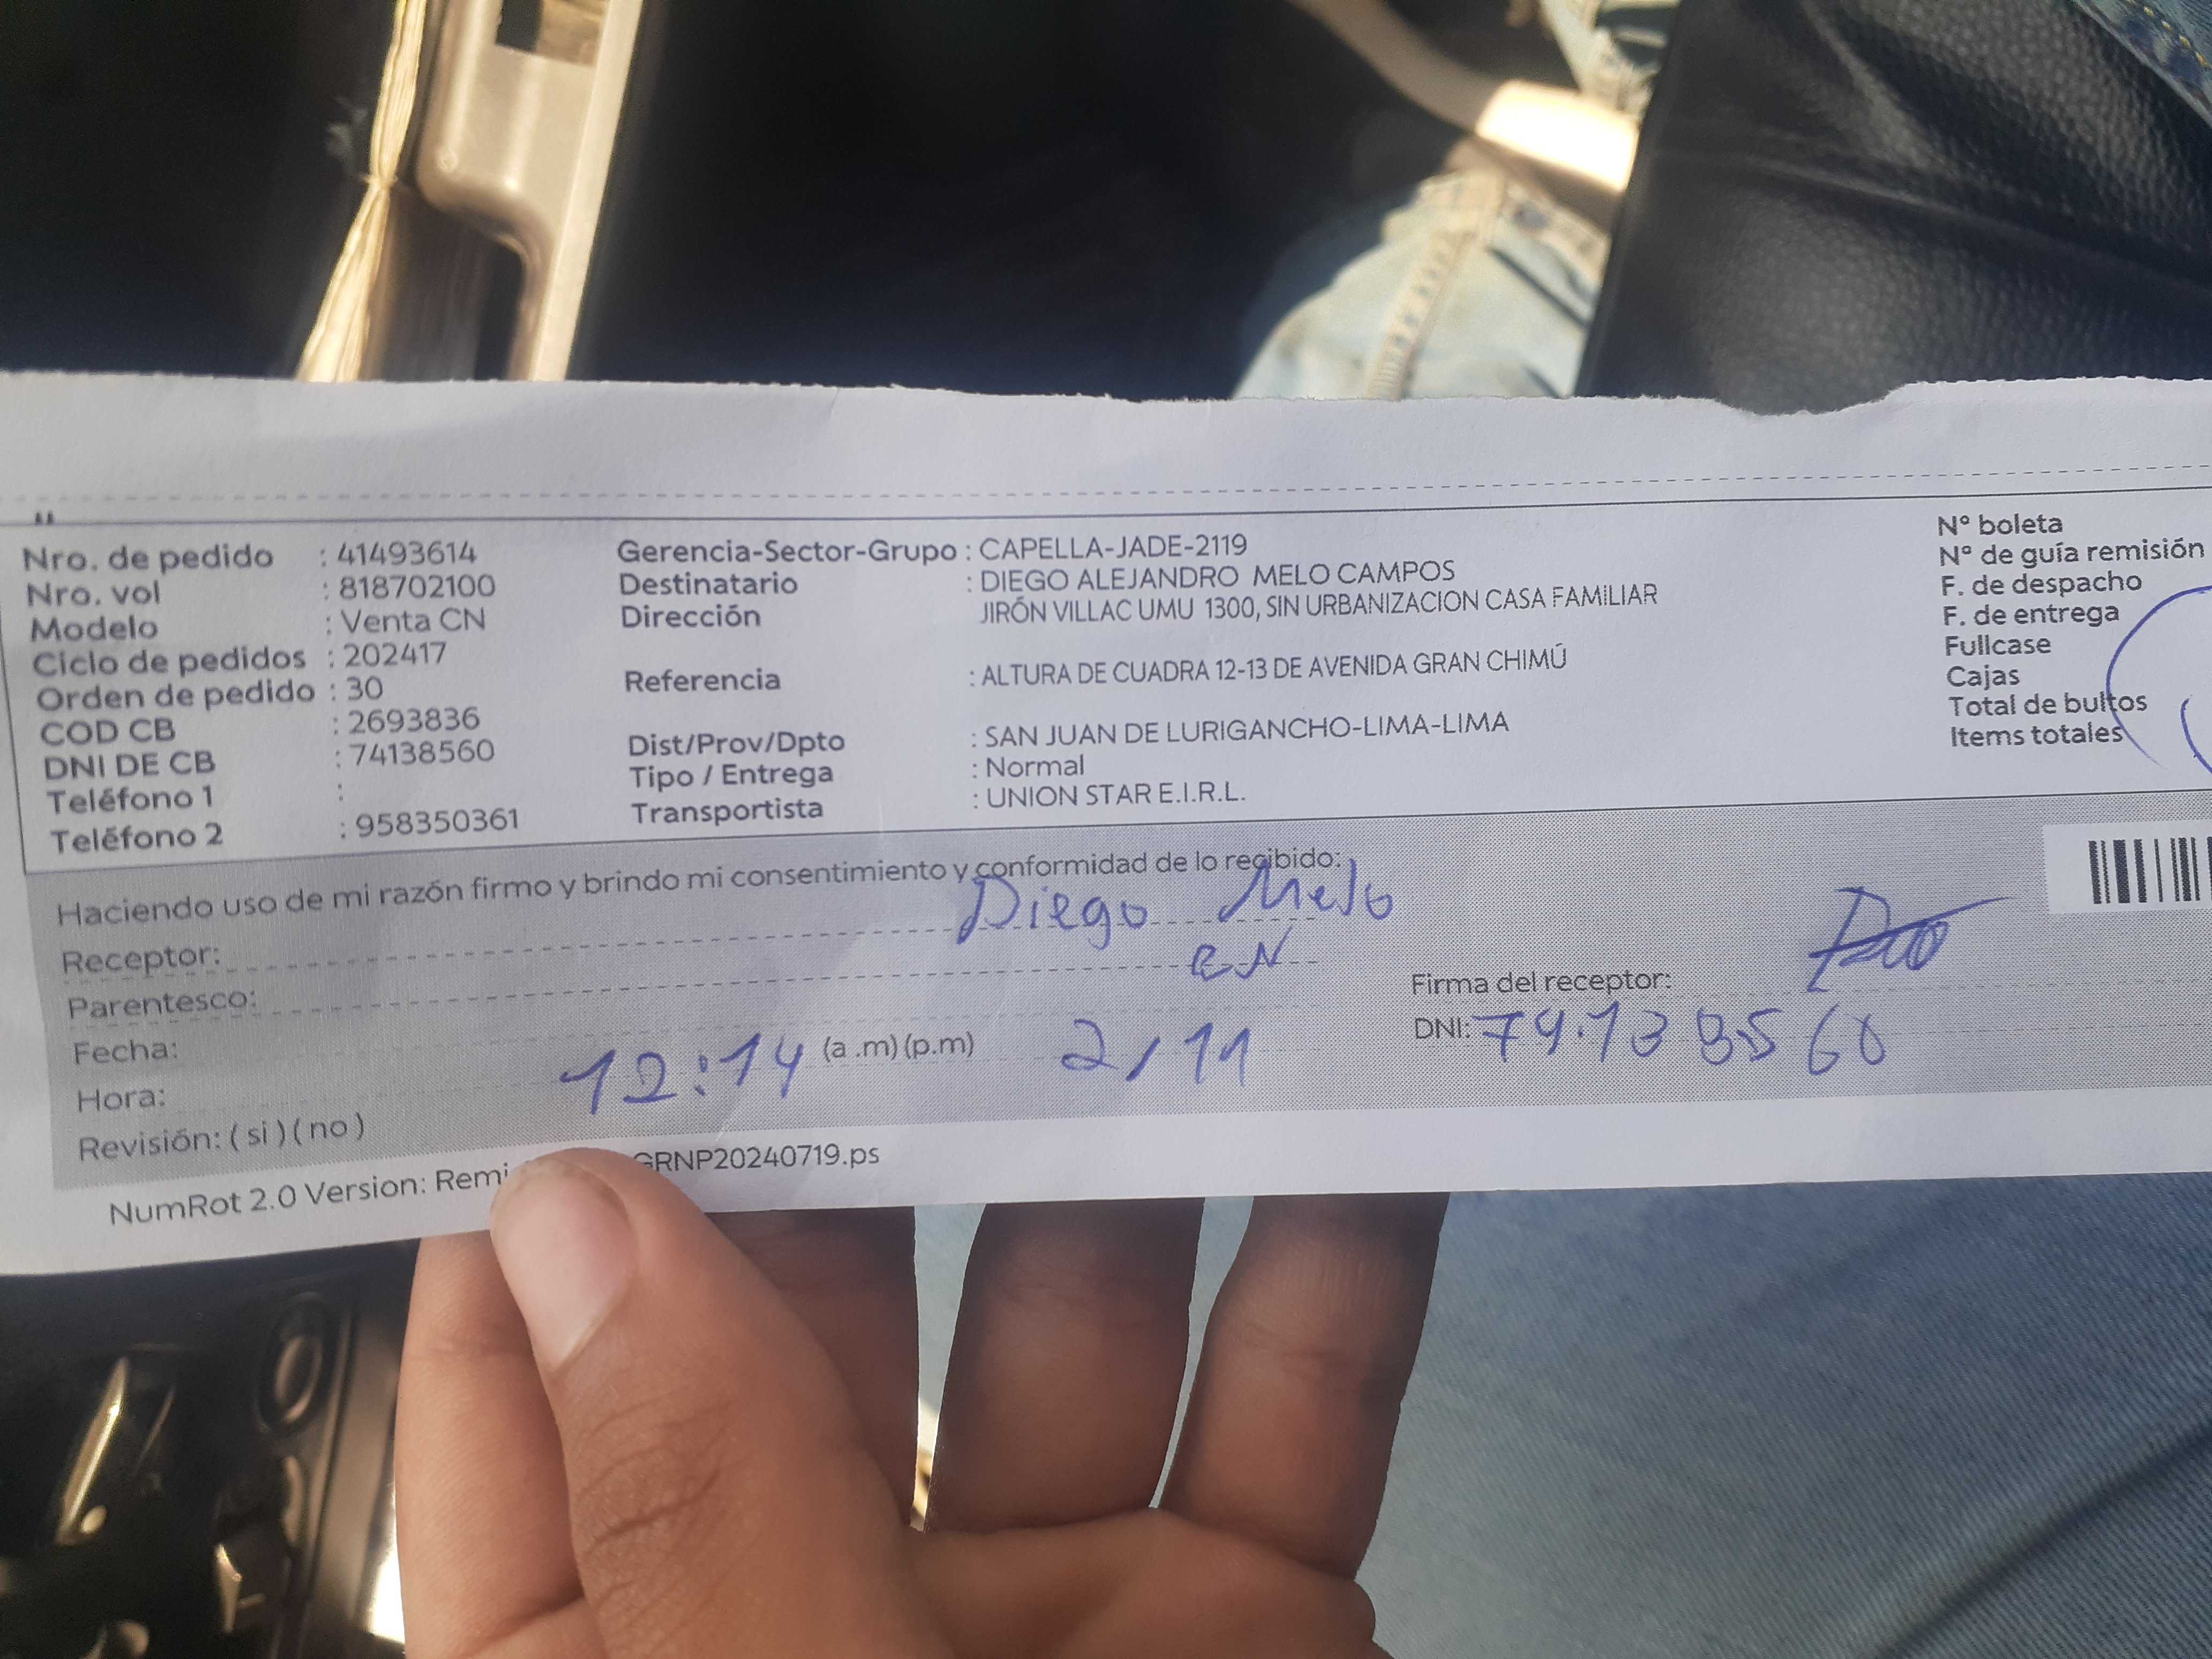 Nro. de pedido : 41493614
Nro. vol : 818702100
Modelo : Venta CN
Ciclo de pedidos : 202417
Orden de pedido : 30
COD CB : 2693836
DNI DE CB : 74138560
Teléfono 1 :
Teléfono 2 : 958350361
Gerencia-Sector-Grupo : CAPELLA-JADE-2119
Destinatario : DIEGO ALEJANDRO MELO CAMPOS
Dirección JIRÓN VILLAC UMU 1300, SIN URBANIZACION CASA FAMILIAR
Referencia : ALTURA DE CUADRA 12-13 DE AVENIDA GRAN CHIMÚ
Dist/Prov/Dpto : SAN JUAN DE LURIGANCHO-LIMA-LIMA
Tipo / Entrega : Normal
Transportista : UNION STAR E.I.R.L.
N° boleta
N° de guía remisión
F. de despacho
F. de entrega
Fullcase
Cajas
Total de bultos
Items totales
Haciendo uso de mi razón firmo y brindo mi consentimiento y conformidad de lo recibido:
Receptor: Diego Melo
Parentesco:
Fecha:
Hora: 12:14 (a .m) (p.m) 2/11
Revisión: ( si ) ( no )
Firma del receptor:
DNI: 74.138560
NumRot 2.0 Version: Remi GRNP20240719.ps